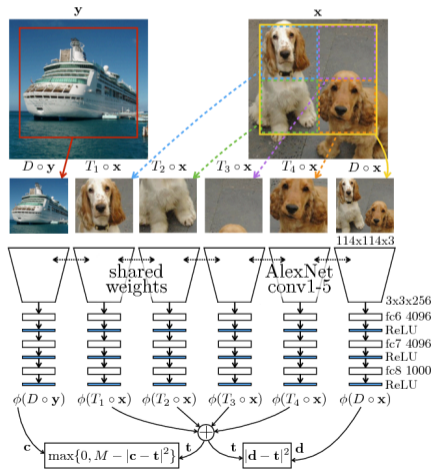 y x
D ∘ y T₁ ∘ x T₂ ∘ x T₃ ∘ x T₄ ∘ x D ∘ x
114x114x3
shared
weights
AlexNet
conv1-5
3x3x256
fc6 4096
ReLU
fc7 4096
ReLU
fc8 1000
ReLU
ϕ(D ∘ y) ϕ(T₁ ∘ x) ϕ(T₂ ∘ x) ϕ(T₃ ∘ x) ϕ(T₄ ∘ x) ϕ(D ∘ x)
c t t d
max{0, M − |c − t|²} |d − t|²